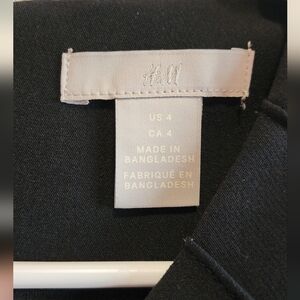 H&M
US 4
CA 4
MADE IN
BANGLADESH
FABRIQUÉ EN
BANGLADESH